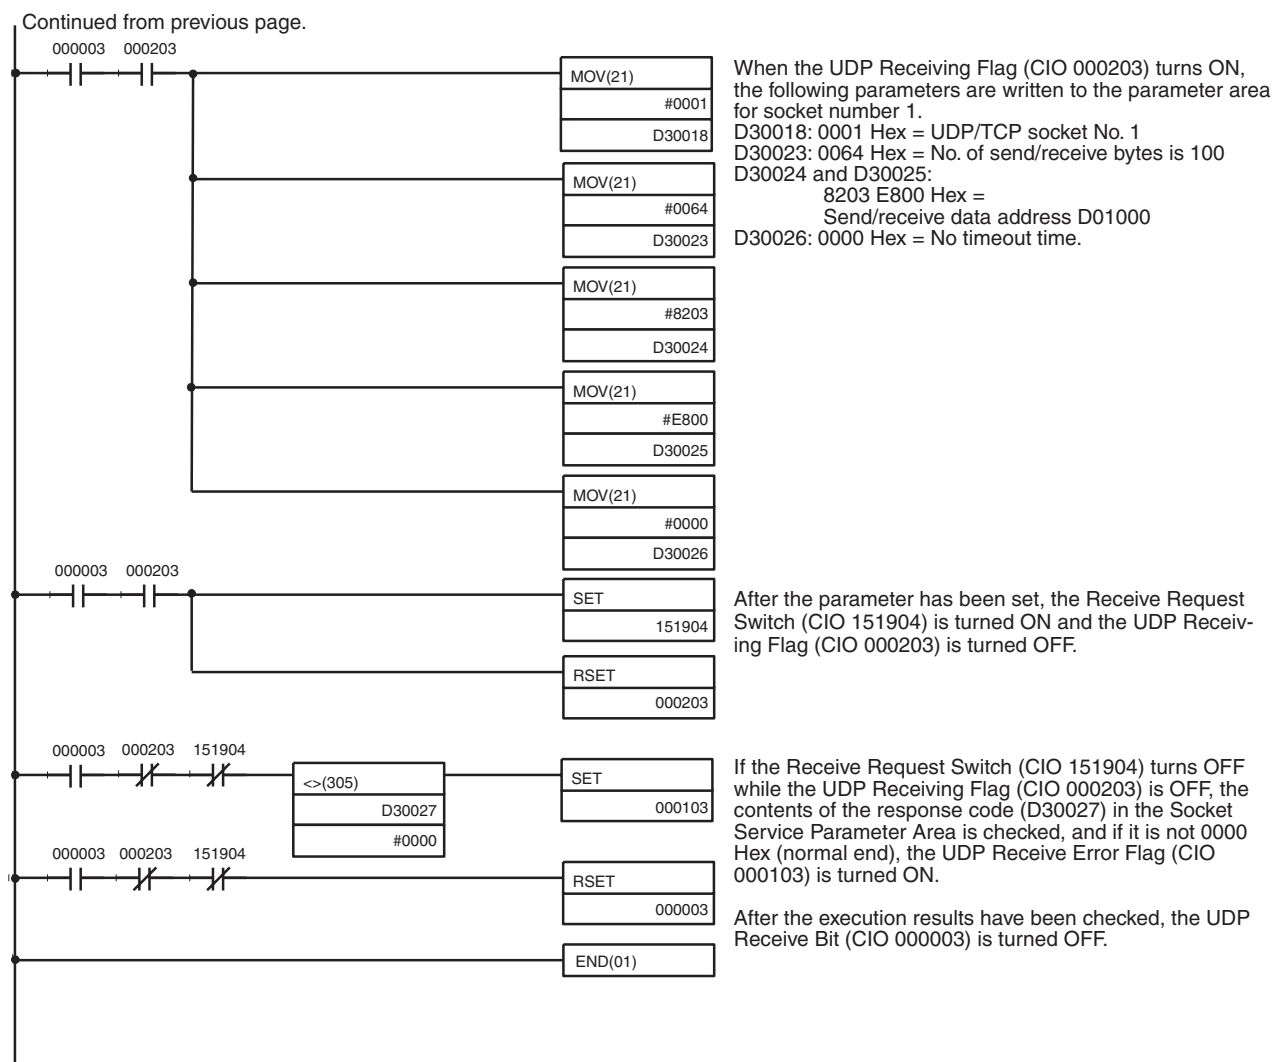 Continued from previous page.
000003 000203
MOV(21)
#0001
D30018
When the UDP Receiving Flag (CIO 000203) turns ON,
the following parameters are written to the parameter area
for socket number 1.
D30018: 0001 Hex = UDP/TCP socket No. 1
D30023: 0064 Hex = No. of send/receive bytes is 100
D30024 and D30025:
8203 E800 Hex =
Send/receive data address D01000
D30026: 0000 Hex = No timeout time.
MOV(21)
#0064
D30023
MOV(21)
#8203
D30024
MOV(21)
#E800
D30025
MOV(21)
#0000
D30026
000003 000203
SET
151904
After the parameter has been set, the Receive Request
Switch (CIO 151904) is turned ON and the UDP Receiv-
ing Flag (CIO 000203) is turned OFF.
RSET
000203
000003 000203 151904
<>(305)
D30027
#0000
SET
000103
If the Receive Request Switch (CIO 151904) turns OFF
while the UDP Receiving Flag (CIO 000203) is OFF, the
contents of the response code (D30027) in the Socket
Service Parameter Area is checked, and if it is not 0000
Hex (normal end), the UDP Receive Error Flag (CIO
000103) is turned ON.
000003 000203 151904
RSET
000003
After the execution results have been checked, the UDP
Receive Bit (CIO 000003) is turned OFF.
END(01)